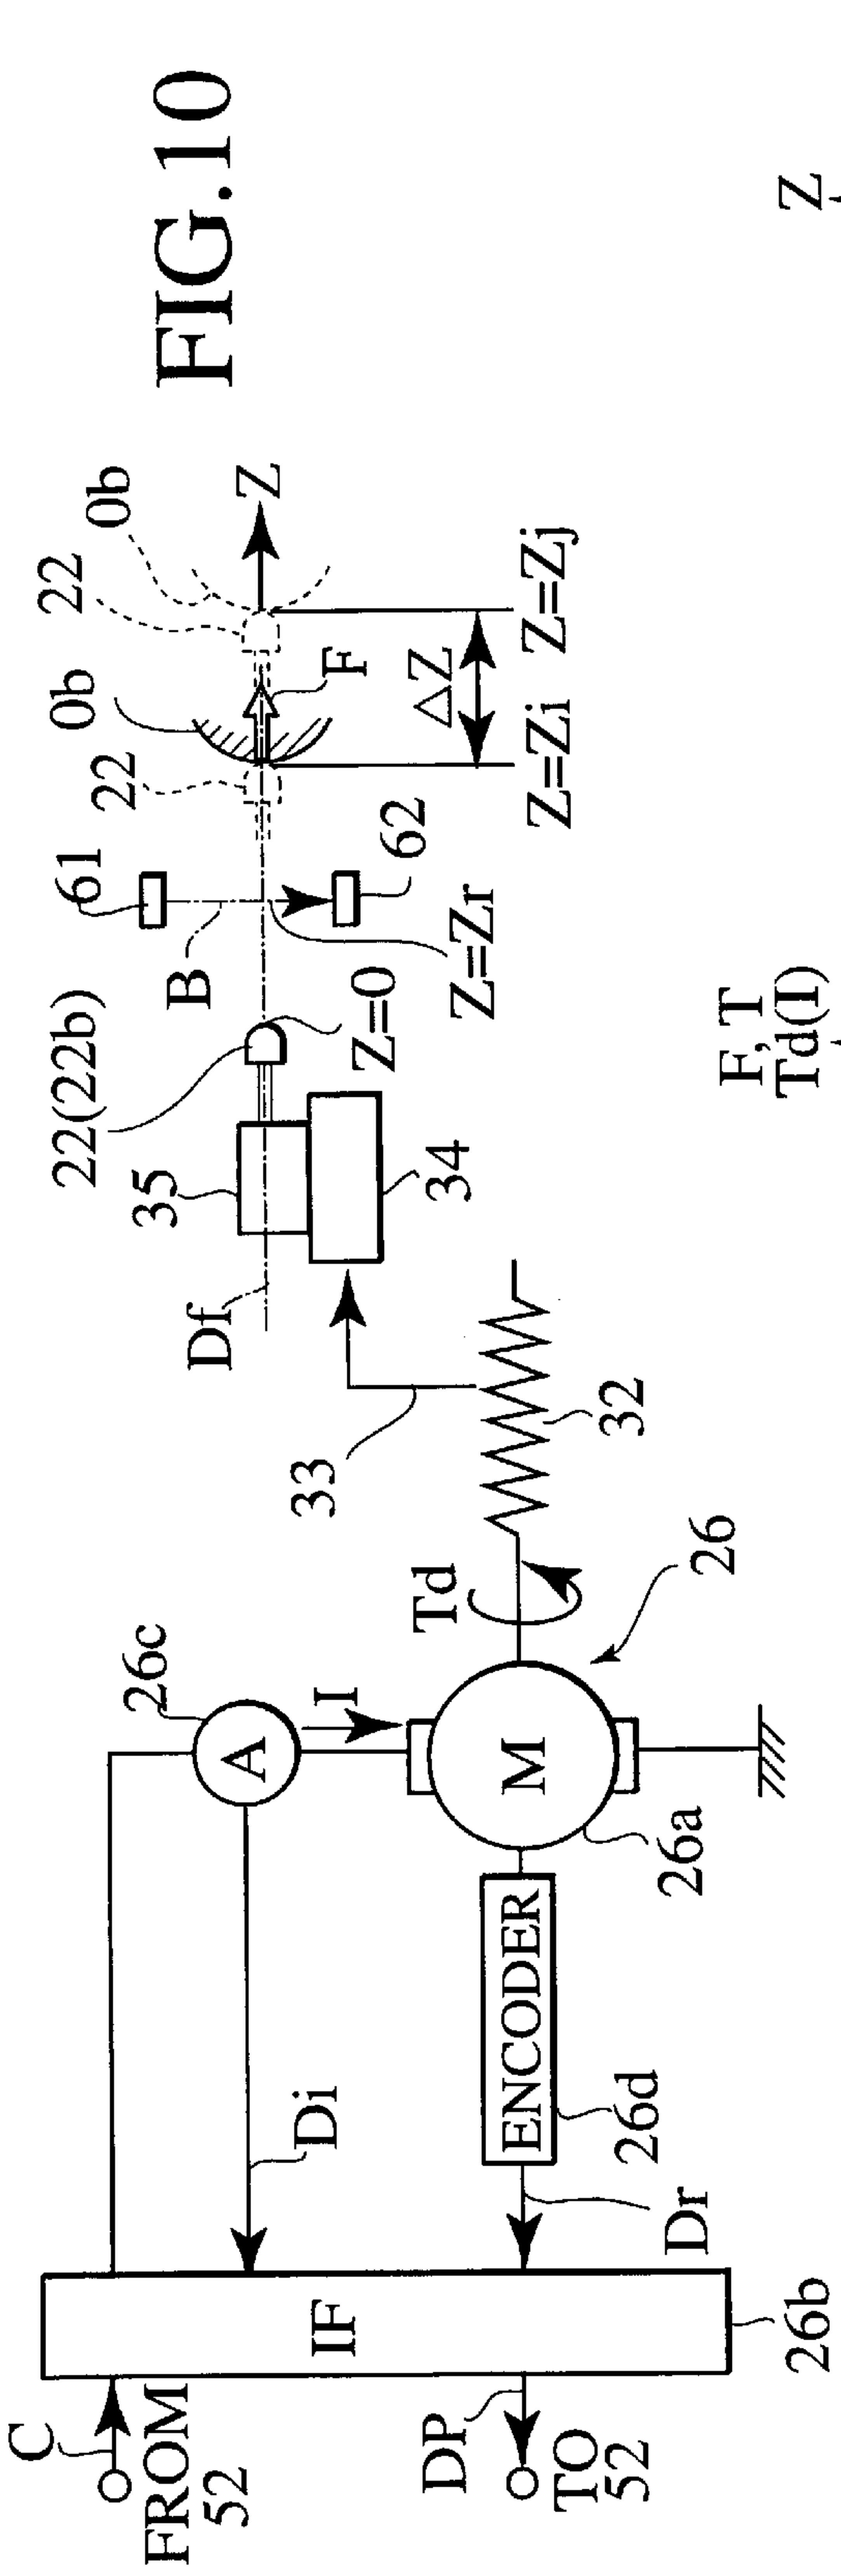 FIG.10
C
FROM
52
IF
DP
TO
52
26b
Di
Dr
ENCODER
26d
26c
A
I
M
26a
Td
26
33
32
Df
35
34
22(22b)
Z=0
B
61
62
Z=Zr
22
0b
F
22
0b
Z
ΔZ
Z=Zi
Z=Zj
F, T
Td(I)
Z